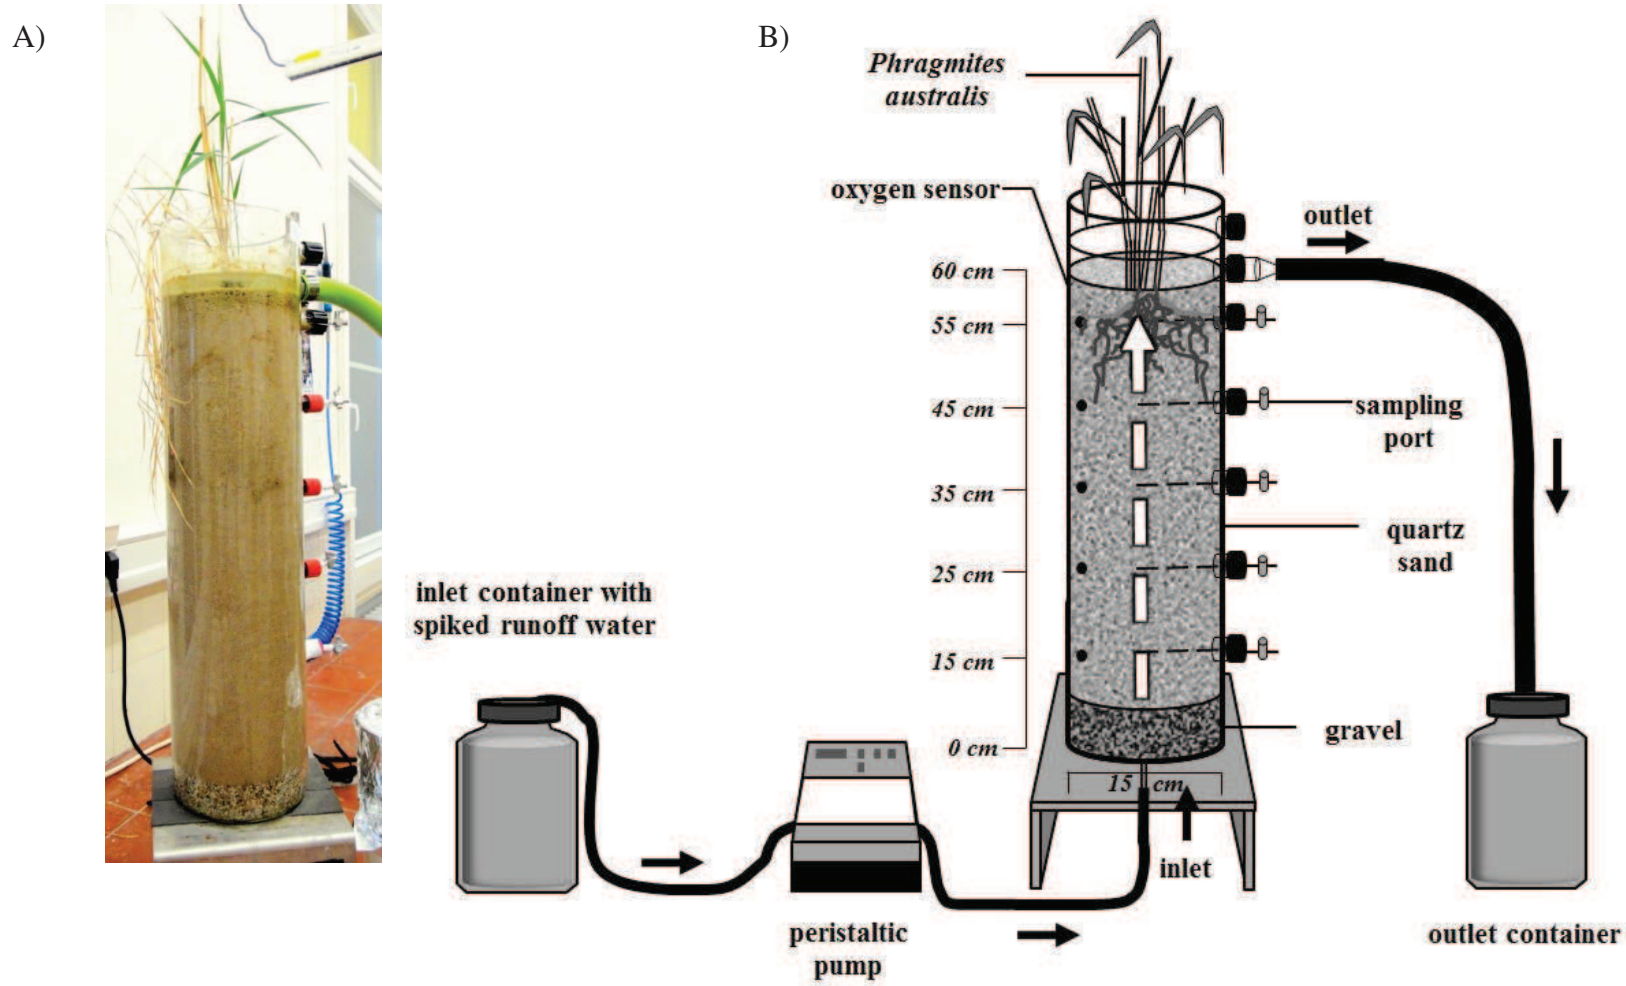 A)
B)
Phragmites
australis
oxygen sensor
outlet
60 cm
55 cm
45 cm
sampling
port
35 cm
quartz
sand
25 cm
inlet container with
spiked runoff water
15 cm
gravel
0 cm
15 cm
inlet
peristaltic
pump
outlet container